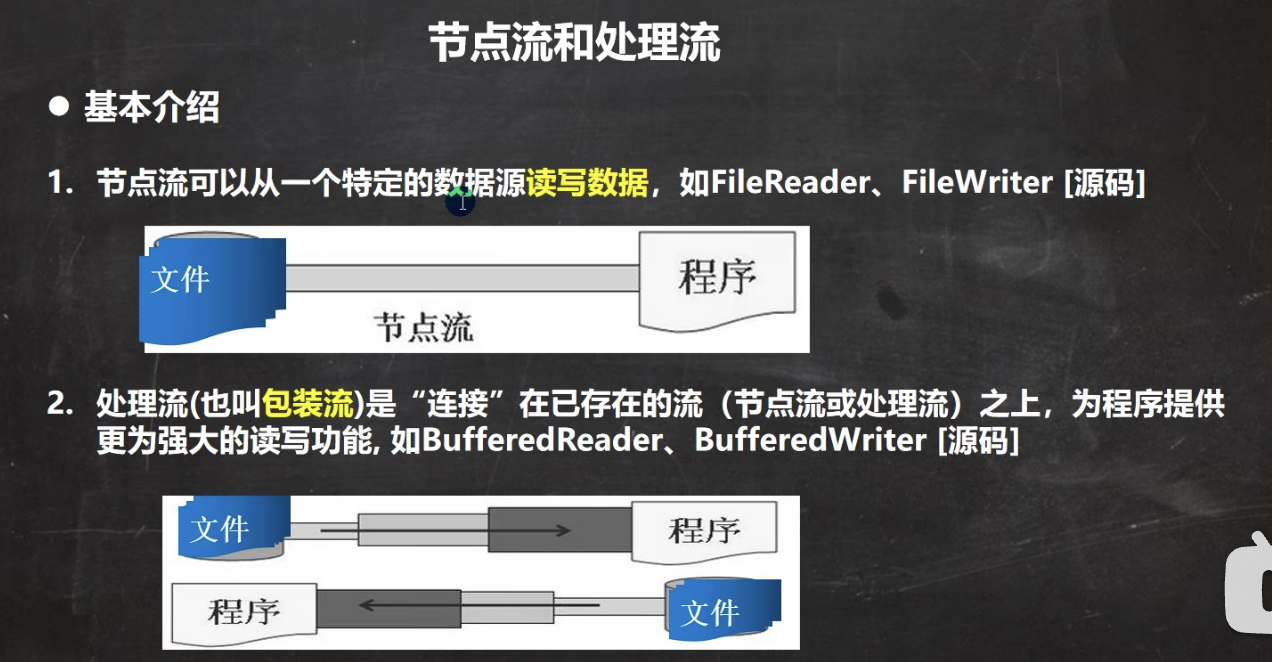 节点流和处理流
● 基本介绍
1. 节点流可以从一个特定的数据源读写数据，如FileReader、FileWriter [源码]
文件
程序
节点流
2. 处理流(也叫包装流)是“连接”在已存在的流（节点流或处理流）之上，为程序提供
更为强大的读写功能, 如BufferedReader、BufferedWriter [源码]
文件
程序
程序
文件